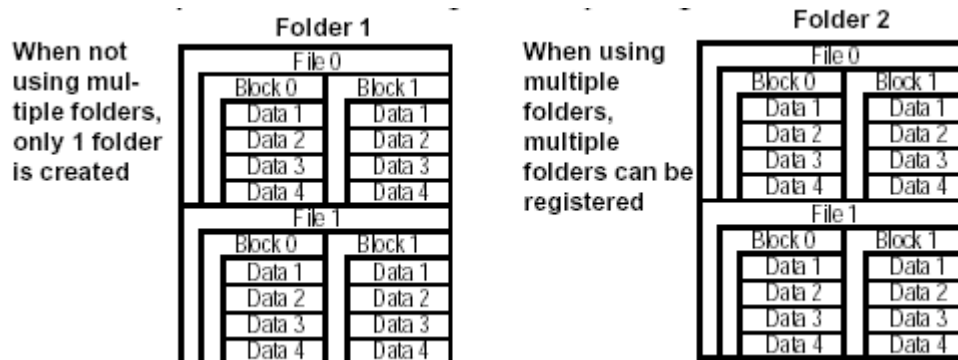 Folder 1
When not
using mul-
tiple folders,
only 1 folder
is created
File 0
Block 0 Block 1
Data 1 Data 1
Data 2 Data 2
Data 3 Data 3
Data 4 Data 4
File 1
Block 0 Block 1
Data 1 Data 1
Data 2 Data 2
Data 3 Data 3
Data 4 Data 4
Folder 2
When using
multiple
folders,
multiple
folders can be
registered
File 0
Block 0 Block 1
Data 1 Data 1
Data 2 Data 2
Data 3 Data 3
Data 4 Data 4
File 1
Block 0 Block 1
Data 1 Data 1
Data 2 Data 2
Data 3 Data 3
Data 4 Data 4